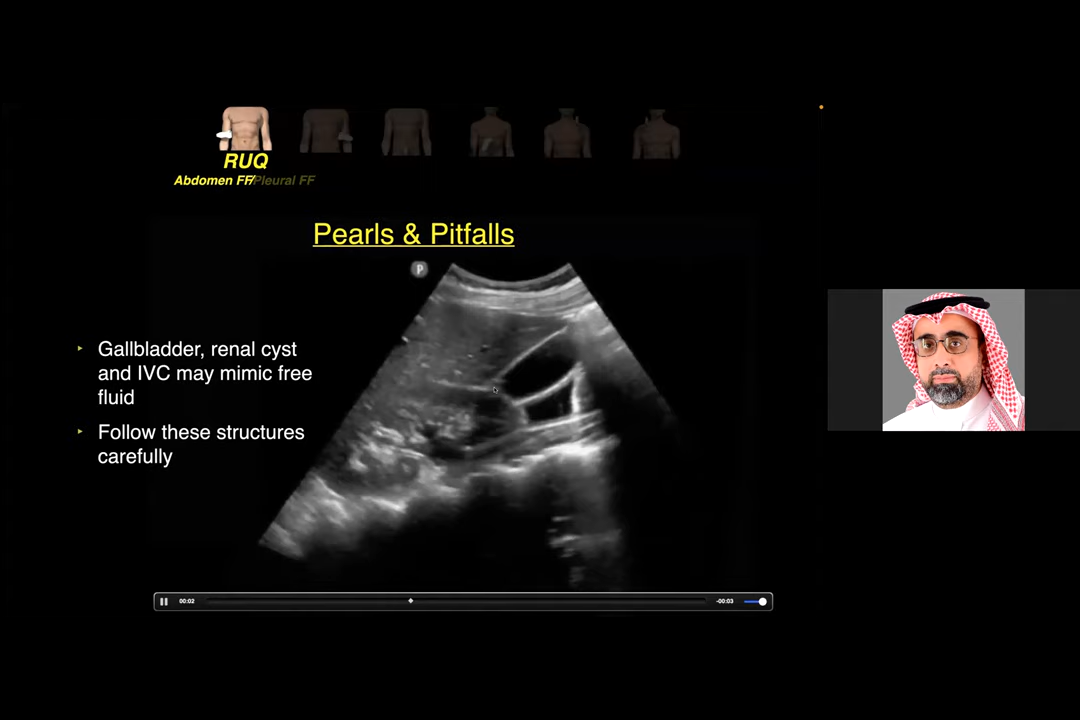 RUQ
Abdomen FF/Pleural FF
Pearls & Pitfalls
P
‣ Gallbladder, renal cyst
and IVC may mimic free
fluid
‣ Follow these structures
carefully
00:02
-00:03